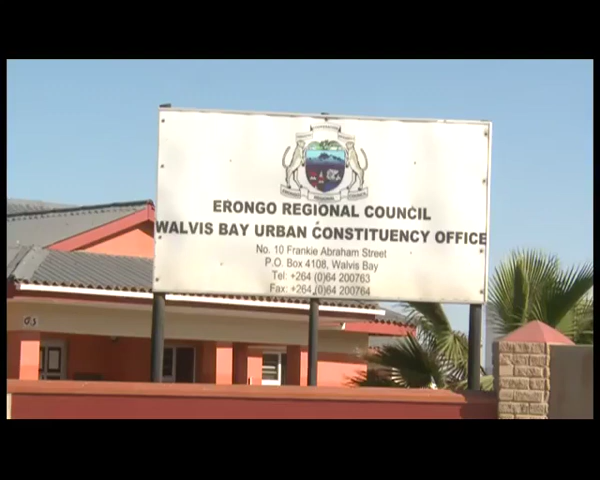 ERONGO REGIONAL COUNCIL
WALVIS BAY URBAN CONSTITUENCY OFFICE
No. 10 Frankie Abraham Street
P.O. Box 4108, Walvis Bay
Tel: +264 (0)64 200763
Fax: +264 (0)64 200764